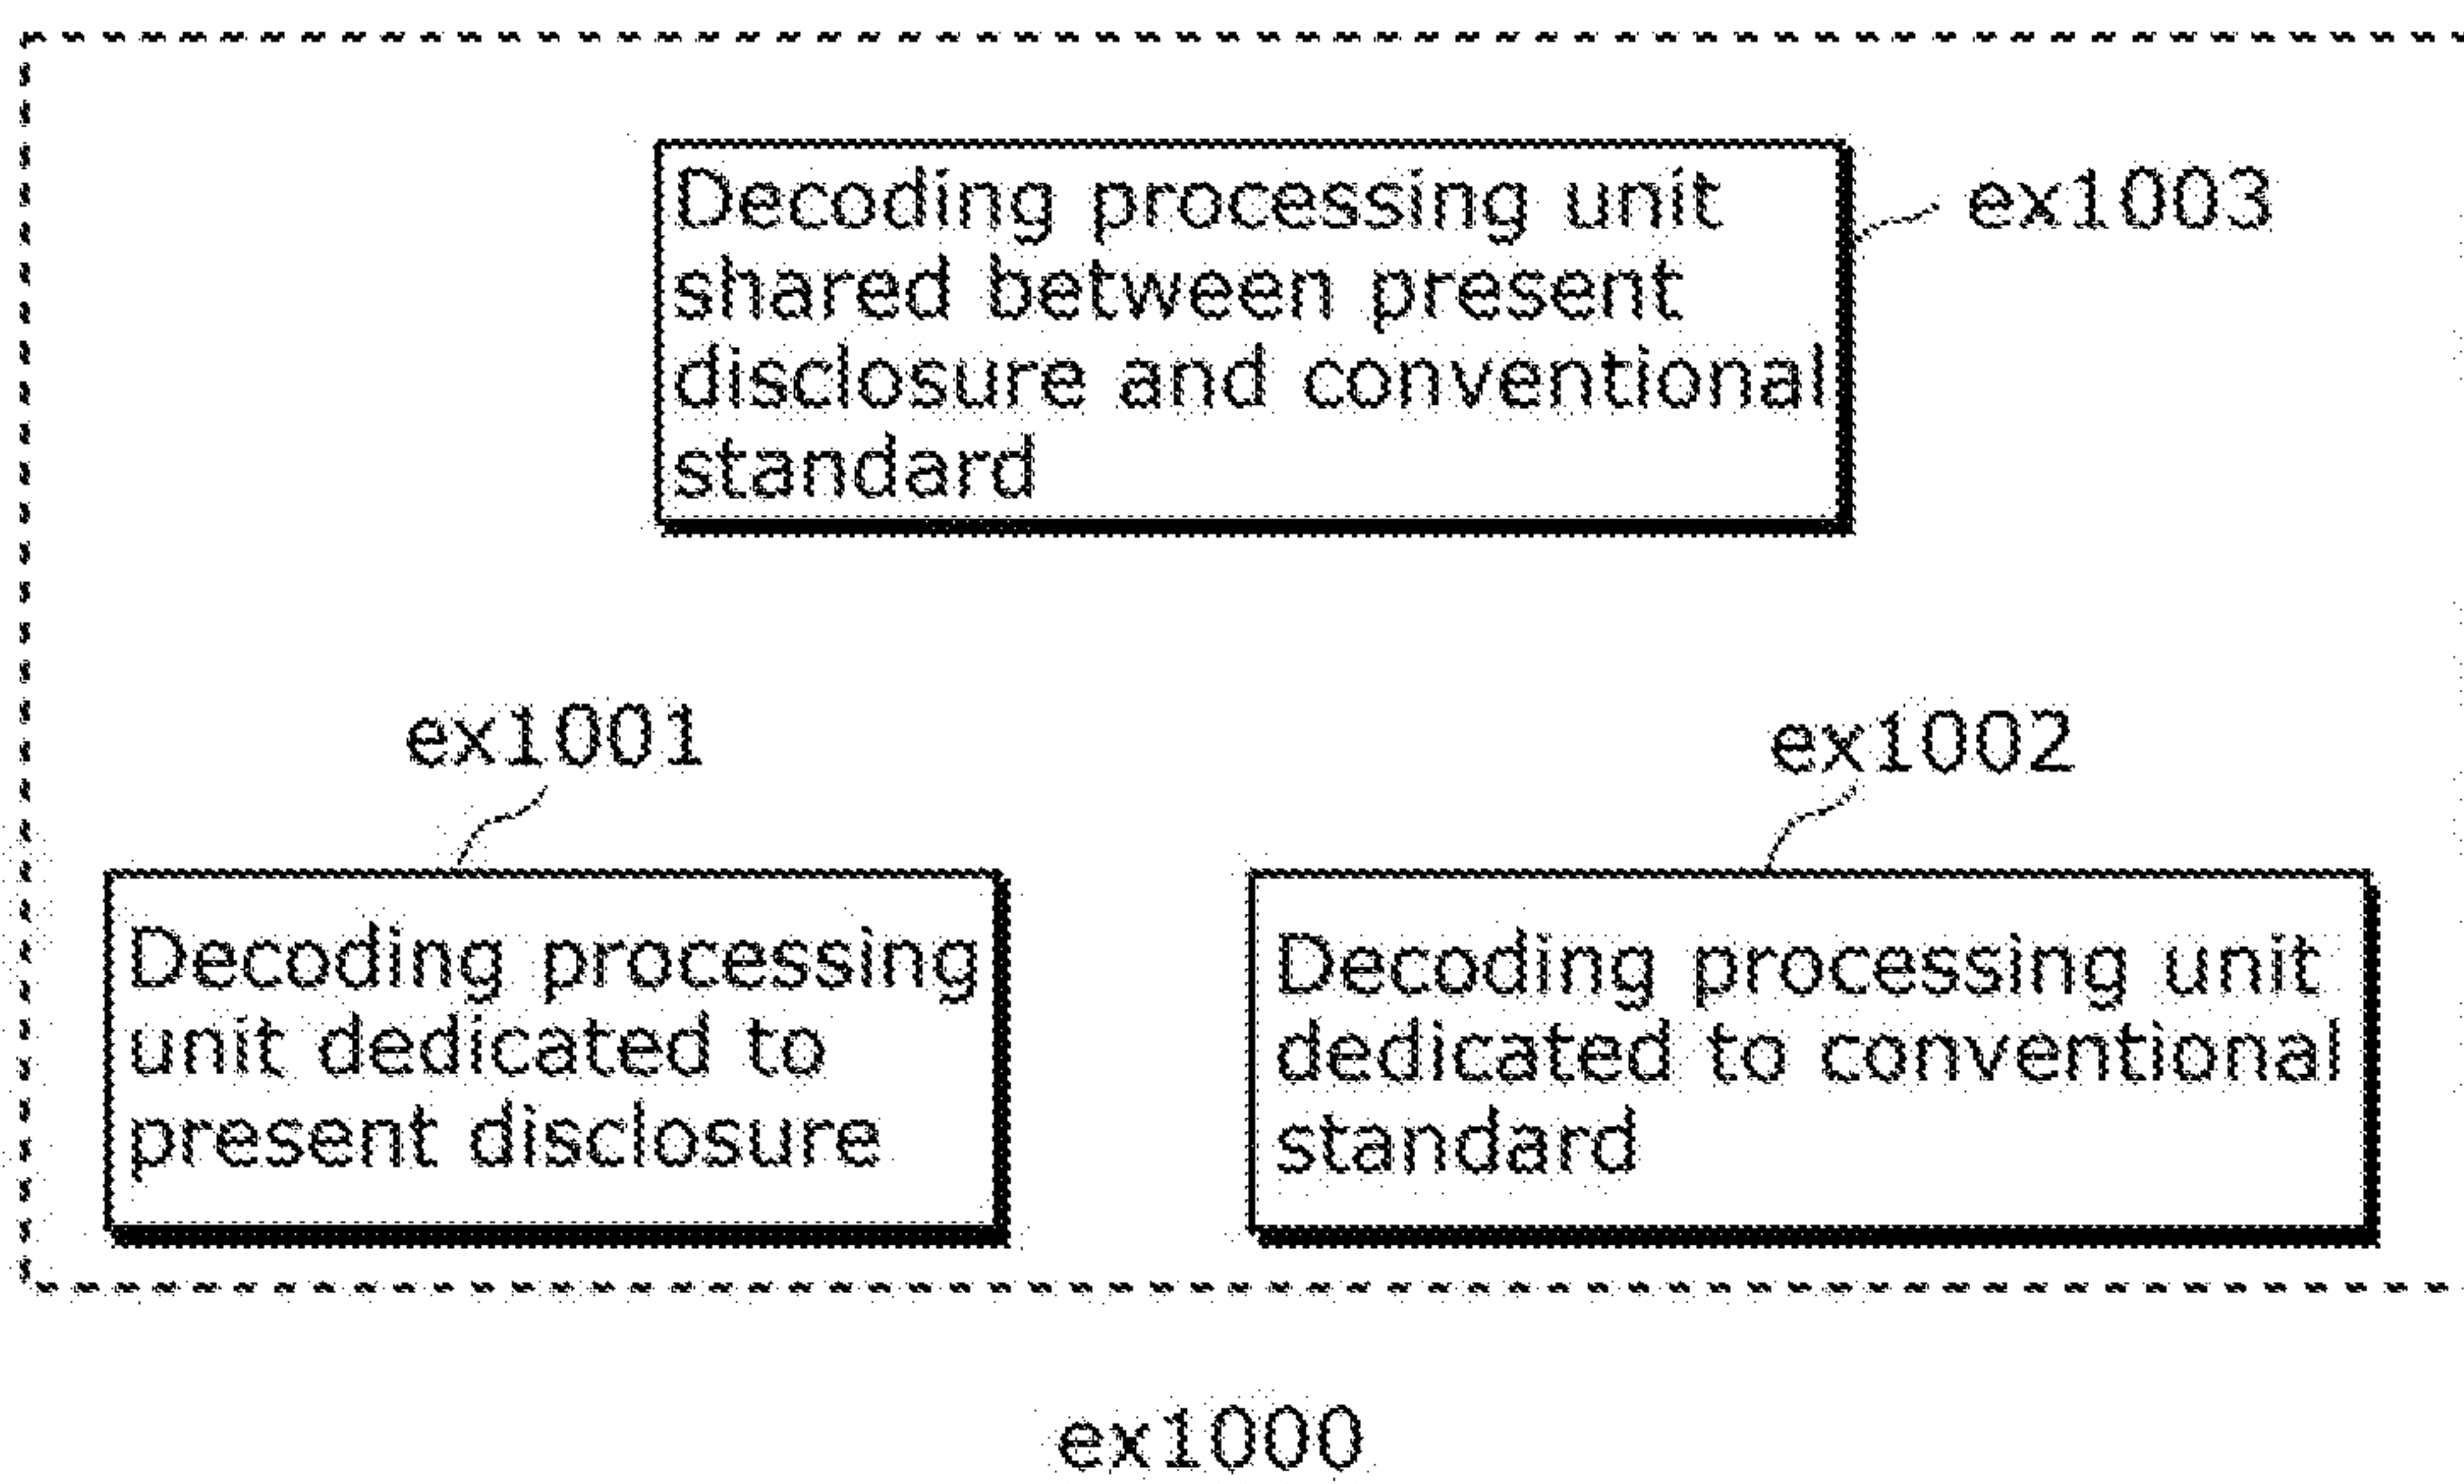 Decoding processing unit
shared between present
disclosure and conventional
standard
ex1003
ex1001
ex1002
Decoding processing
unit dedicated to
present disclosure
Decoding processing unit
dedicated to conventional
standard
ex1000